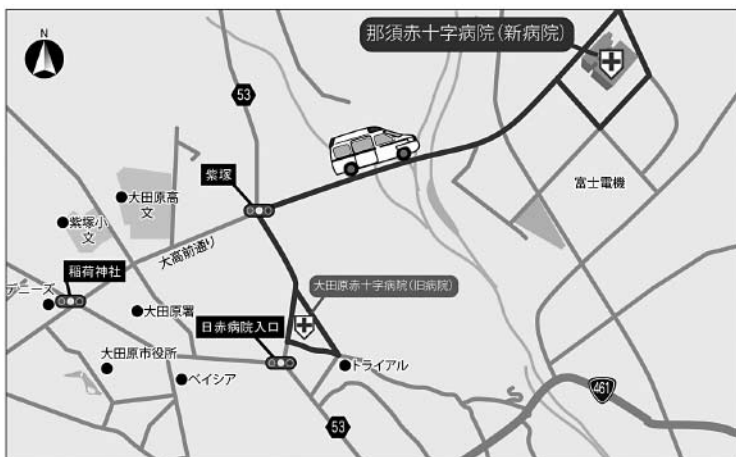 N
那須赤十字病院(新病院)
53
紫塚
大田原高
文
紫塚小
文
大高前通り
富士電機
稲荷神社
デニーズ
大田原赤十字病院(旧病院)
大田原署
日赤病院入口
大田原市役所
トライアル
ベイシア
461
53